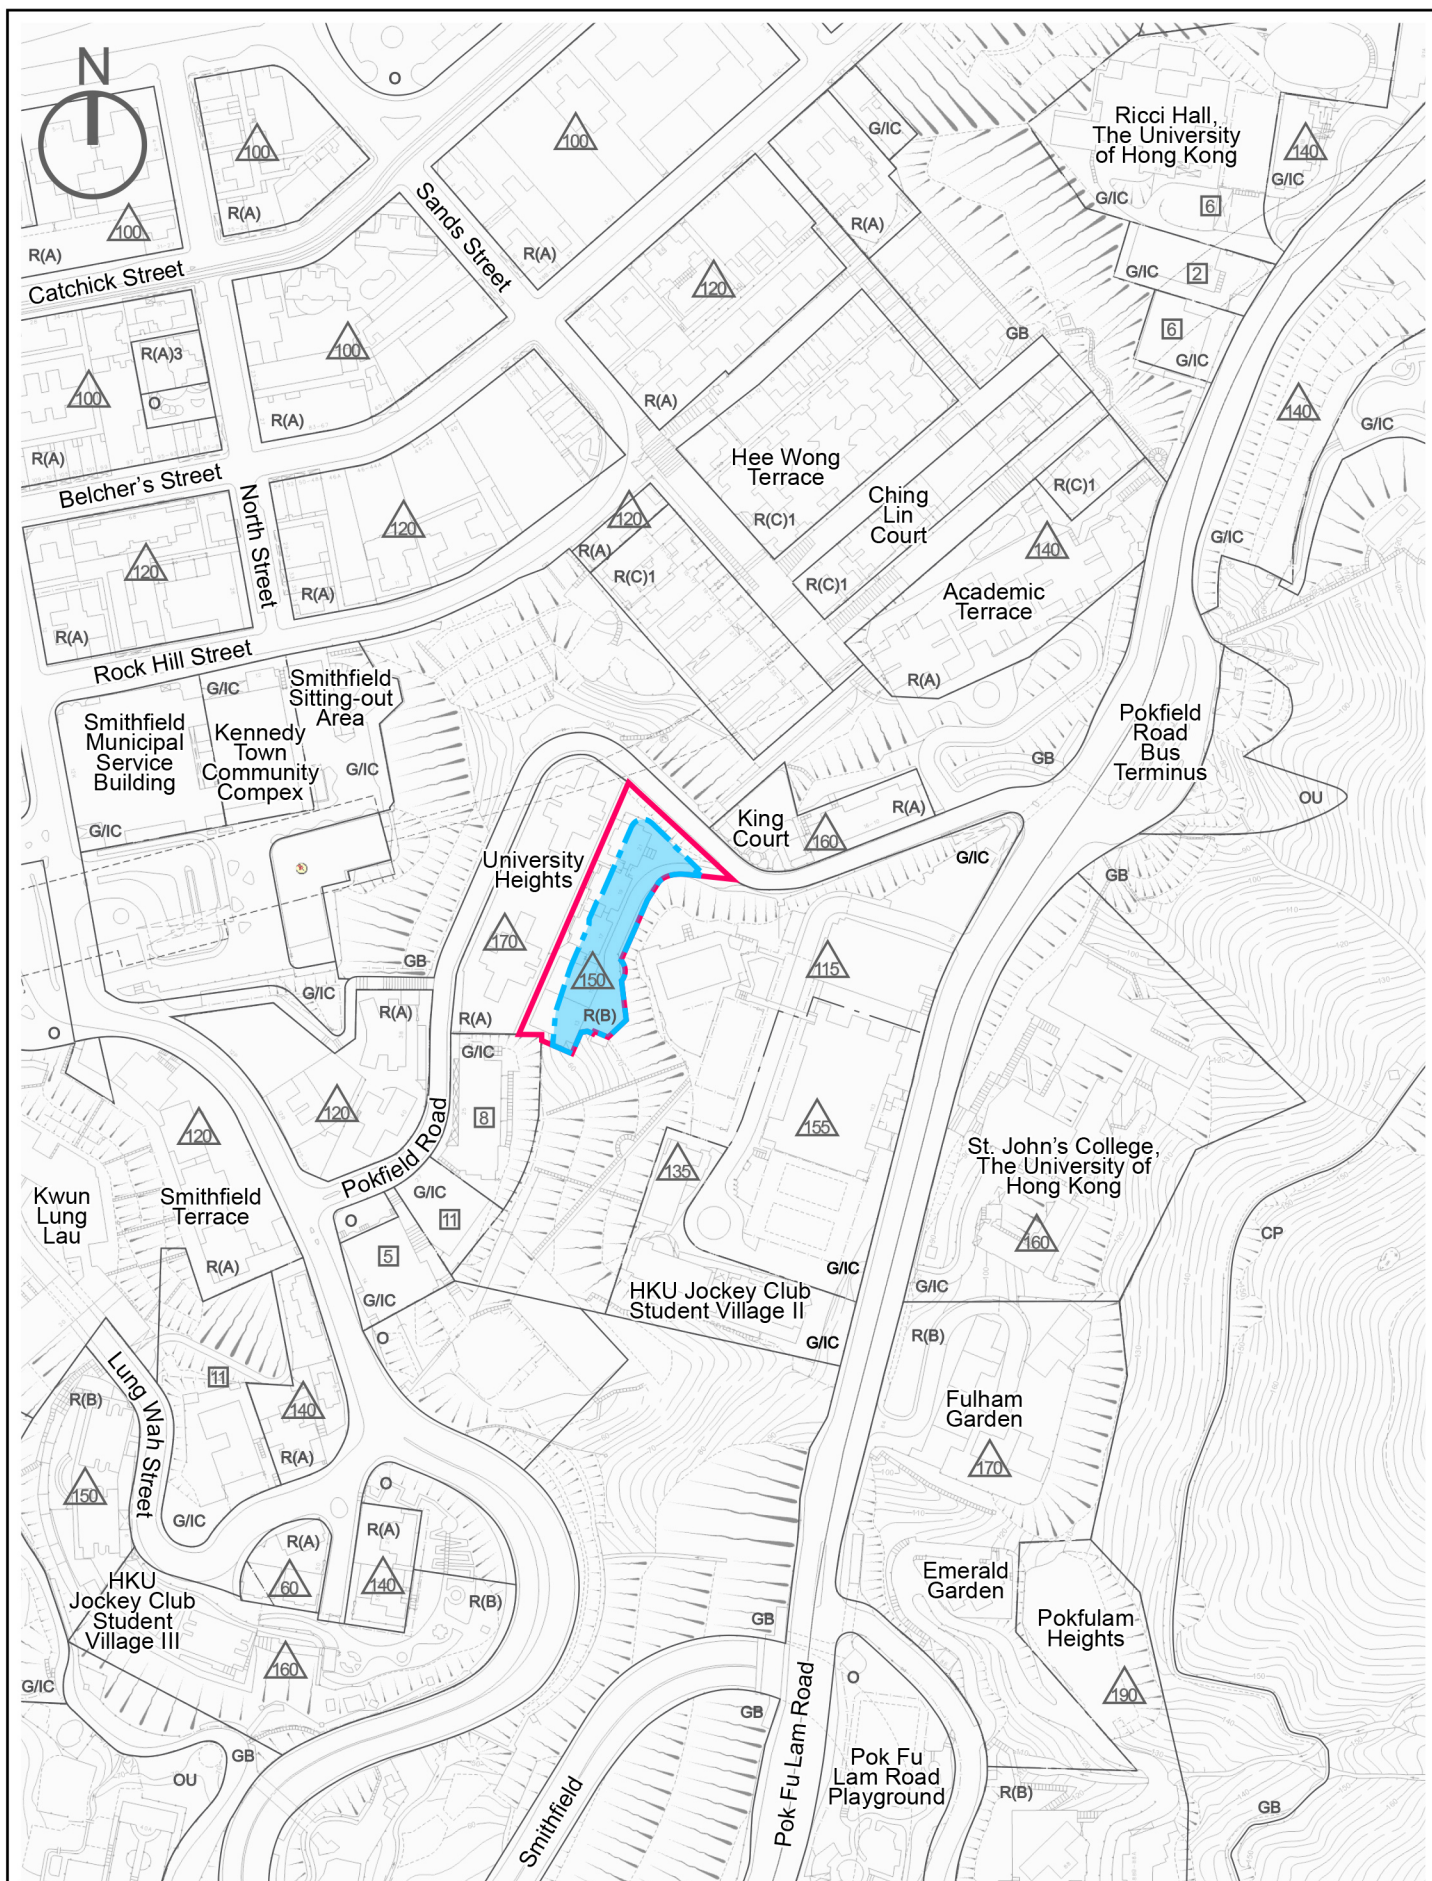 N
O
100
100
100
G/IC
Ricci Hall,
The University
of Hong Kong
140
G/IC
G/IC
6
R(A)
R(A)
R(A)
R(A)
Sands Street
Catchick Street
G/IC
2
120
6
G/IC
GB
R(A)3
100
100
O
R(A)
R(A)
R(A)
140
G/IC
Belcher's Street
North Street
Hee Wong
Terrace
R(C)1
Ching
Lin
Court
R(C)1
R(C)1
120
120
120
R(A)
R(C)1
140
G/IC
Academic
Terrace
R(A)
R(A)
R(A)
Rock Hill Street
G/IC
Smithfield
Sitting-out
Area
G/IC
Smithfield
Municipal
Service
Building
G/IC
Kennedy
Town
Community
Compex
Pokfield
Road
Bus
Terminus
GB
OU
King
Court
R(A)
160
G/IC
GB
University
Heights
170
R(A)
150
R(B)
115
GB
G/IC
R(A)
O
G/IC
8
120
120
Pokfield Road
155
135
St. John's College,
The University of
Hong Kong
160
G/IC
CP
Kwun
Lung
Lau
Smithfield
Terrace
R(A)
O
G/IC
11
5
G/IC
O
G/IC
HKU Jockey Club
Student Village II
G/IC
R(B)
Fulham
Garden
170
Lung Wah Street
R(B)
11
140
R(A)
150
G/IC
O
R(A)
R(A)
60
140
R(B)
HKU
Jockey Club
Student
Village III
160
G/IC
Emerald
Garden
Pokfulam
Heights
190
GB
GB
O
GB
OU
Smithfield
Pok-Fu-Lam-Road
Pok Fu
Lam Road
Playground
R(B)
GB